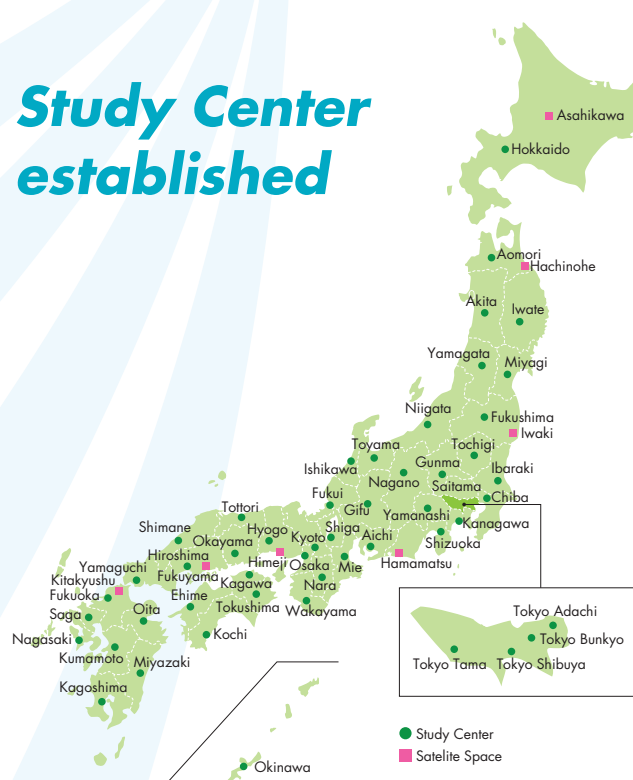 Study Center
established
Asahikawa
Hokkaido
Aomori
Hachinohe
Akita
Iwate
Yamagata
Miyagi
Niigata
Fukushima
Iwaki
Toyama
Tochigi
Ishikawa
Gunma
Ibaraki
Nagano
Saitama
Fukui
Chiba
Tottori
Gifu
Yamanashi
Shimane
Hyogo
Shiga
Kanagawa
Okayama
Kyoto
Aichi
Shizuoka
Hiroshima
Himeji
Osaka
Mie
Hamamatsu
Yamaguchi
Fukuyama
Kagawa
Nara
Kitakyushu
Fukuoka
Ehime
Tokushima
Wakayama
Saga
Oita
Tokyo Adachi
Nagasaki
Kochi
Tokyo Bunkyo
Kumamoto
Miyazaki
Tokyo Tama
Tokyo Shibuya
Kagoshima
Study Center
Satelite Space
Okinawa